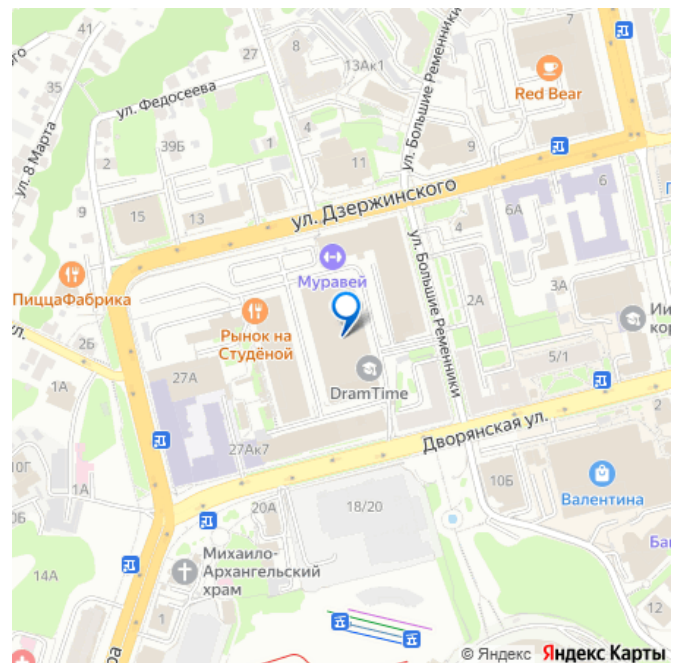 41
27
8
7
13Ак1
35
ул. Федосеева
Red Bear
ул. Большие Ременники
4
39Б
ул. 8 Марта
2
11
9
9
15
13
ул. Дзержинского
6
6А
4
ул. Большие Ременники
Муравей
ПиццаФабрика
2А
3А
Рынок на
Студёной
2Б
ул.
27А
DramTime
5/1
1А
Дворянская ул.
2
27Ак7
10Б
10Г
1А
20А
18/20
Валентина
Михаило-
Архангельский
храм
14А
12
1
© Яндекс Яндекс Карты